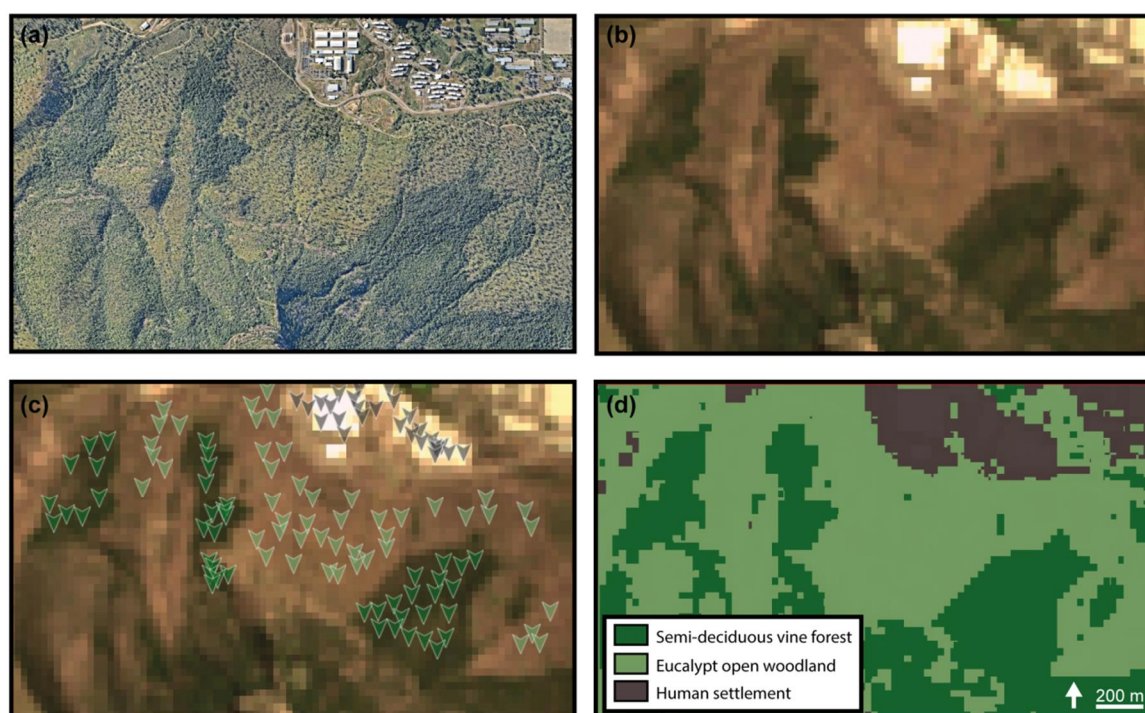 (a)
(b)
(c)
(d)
Semi-deciduous vine forest
Eucalypt open woodland
Human settlement
200 m